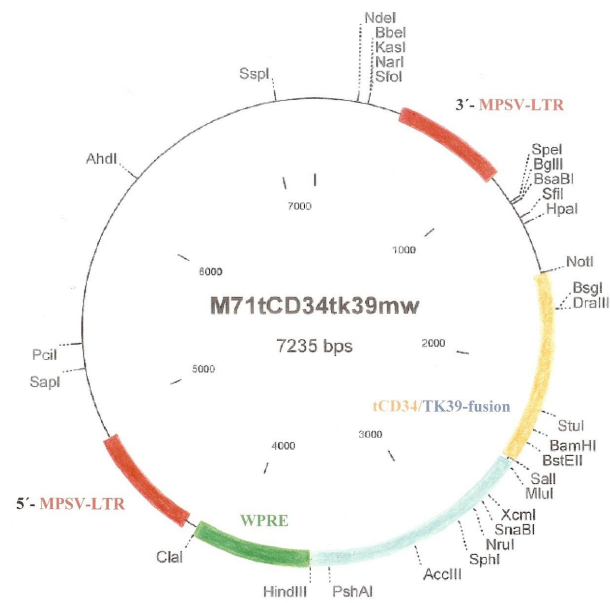 NdeI
BbeI
KasI
NarI
SfoI
SspI
3´- MPSV-LTR
AhdI
SpeI
BglII
BsaBI
SfiI
HpaI
7000
1000
NotI
6000
BsgI
DraIII
M71tCD34tk39mw
7235 bps
2000
PciI
SapI
5000
tCD34/TK39-fusion
StuI
BamHI
BstEII
SalI
MluI
4000
3000
5´- MPSV-LTR
WPRE
XcmI
SnaBI
NruI
SphI
AccIII
ClaI
HindIII
PshAI